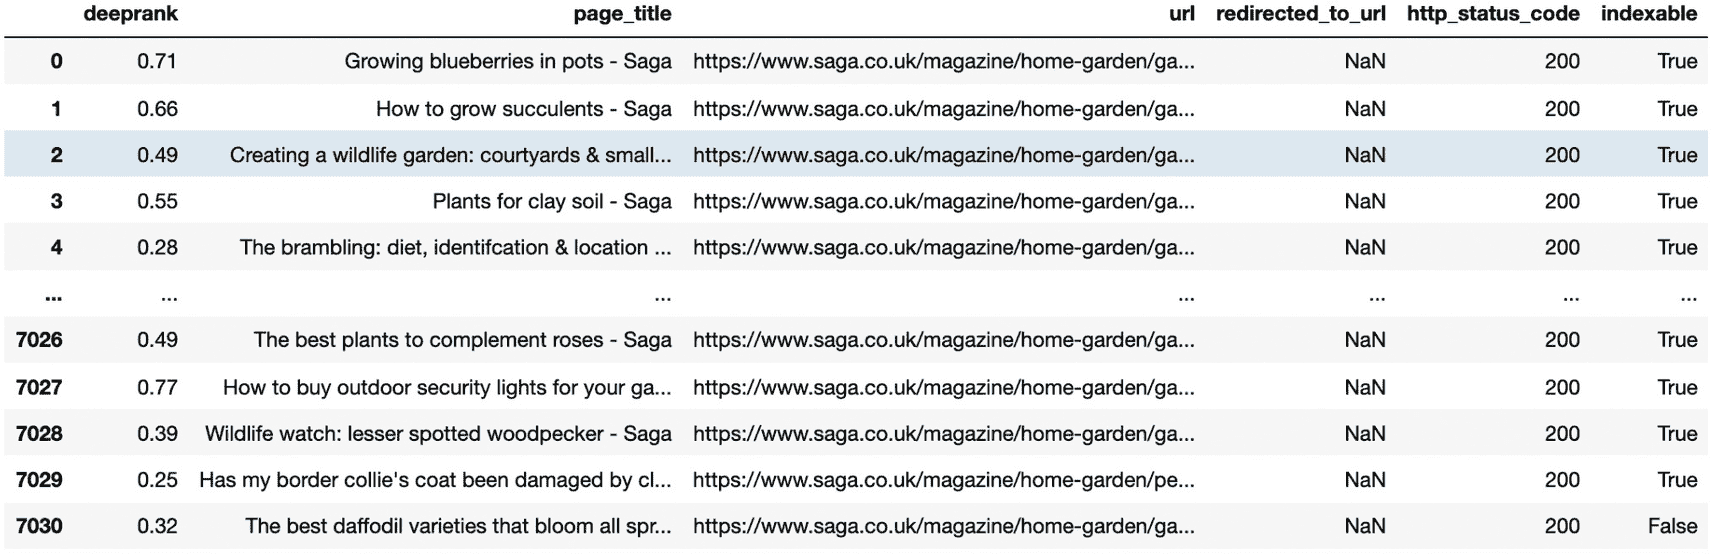 deeprank page_title url redirected_to_url http_status_code indexable
0 0.71 Growing blueberries in pots - Saga https://www.saga.co.uk/magazine/home-garden/ga... NaN 200 True
1 0.66 How to grow succulents - Saga https://www.saga.co.uk/magazine/home-garden/ga... NaN 200 True
2 0.49 Creating a wildlife garden: courtyards & small... https://www.saga.co.uk/magazine/home-garden/ga... NaN 200 True
3 0.55 Plants for clay soil - Saga https://www.saga.co.uk/magazine/home-garden/ga... NaN 200 True
4 0.28 The brambling: diet, identifcation & location ... https://www.saga.co.uk/magazine/home-garden/ga... NaN 200 True
... ... ... ... ... ... ...
7026 0.49 The best plants to complement roses - Saga https://www.saga.co.uk/magazine/home-garden/ga... NaN 200 True
7027 0.77 How to buy outdoor security lights for your ga... https://www.saga.co.uk/magazine/home-garden/ga... NaN 200 True
7028 0.39 Wildlife watch: lesser spotted woodpecker - Saga https://www.saga.co.uk/magazine/home-garden/ga... NaN 200 True
7029 0.25 Has my border collie's coat been damaged by cl... https://www.saga.co.uk/magazine/home-garden/pe... NaN 200 True
7030 0.32 The best daffodil varieties that bloom all spr... https://www.saga.co.uk/magazine/home-garden/ga... NaN 200 False